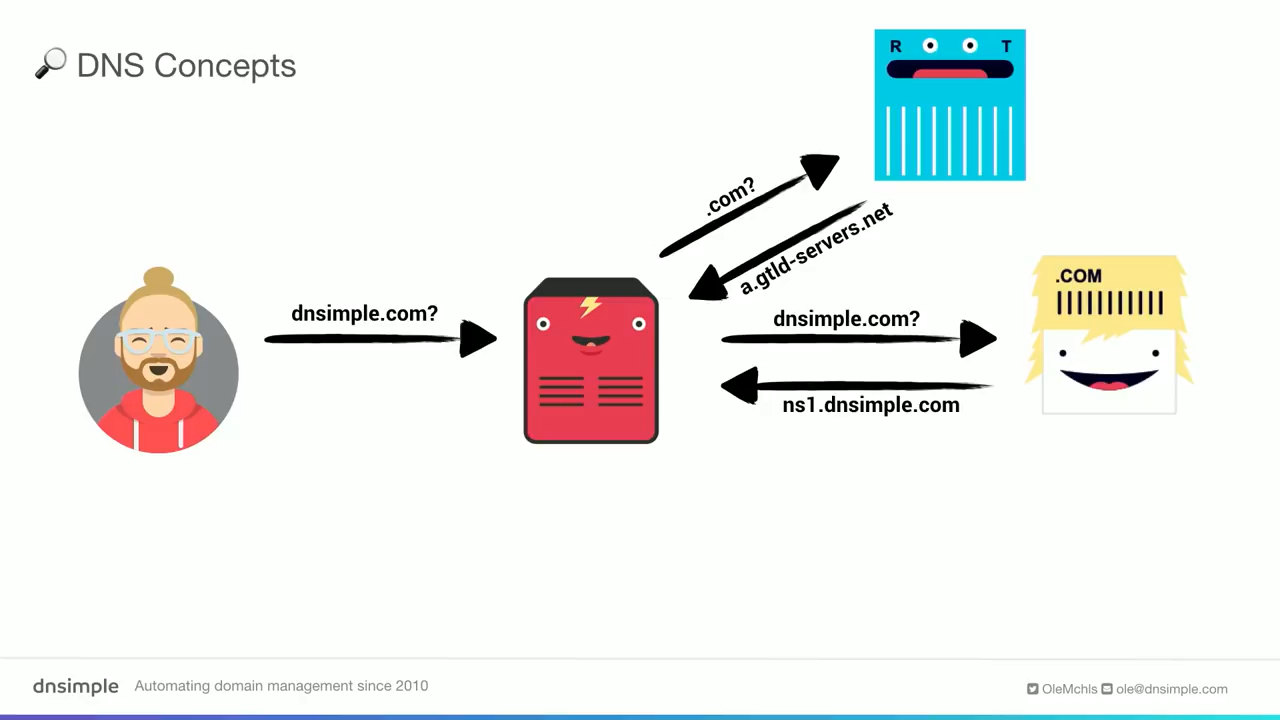 DNS Concepts
R T
.com?
a.gtld-servers.net
.COM
dnsimple.com?
dnsimple.com?
ns1.dnsimple.com
dnsimple Automating domain management since 2010
OleMchls ole@dnsimple.com